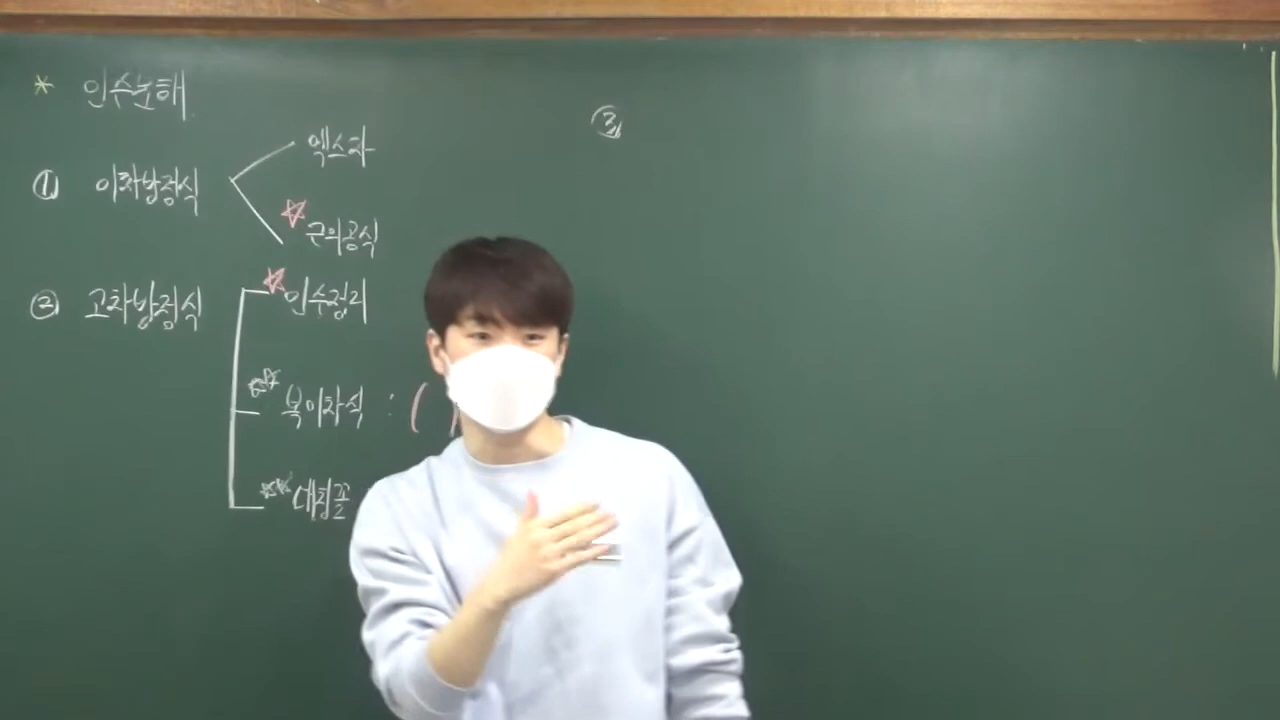 * 인수분해
① 이차방정식
엑스자
☆ 근의공식
② 고차방정식
☆ 인수정리
복이차식 : (
대칭꼴
③